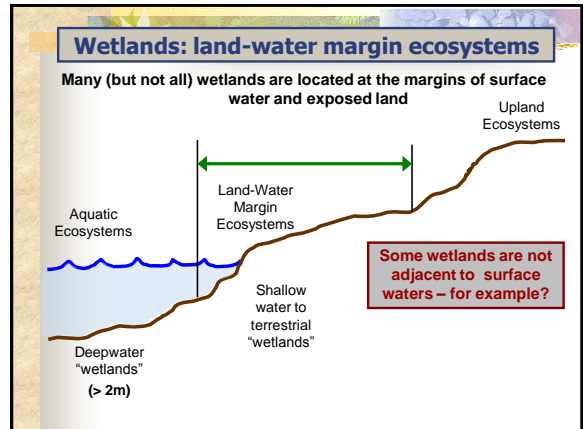 Wetlands: land-water margin ecosystems
Many (but not all) wetlands are located at the margins of surface
water and exposed land
Upland
Ecosystems
Land-Water
Margin
Ecosystems
Aquatic
Ecosystems
Some wetlands are not
adjacent to surface
waters – for example?
Shallow
water to
terrestrial
“wetlands”
Deepwater
“wetlands”
(> 2m)